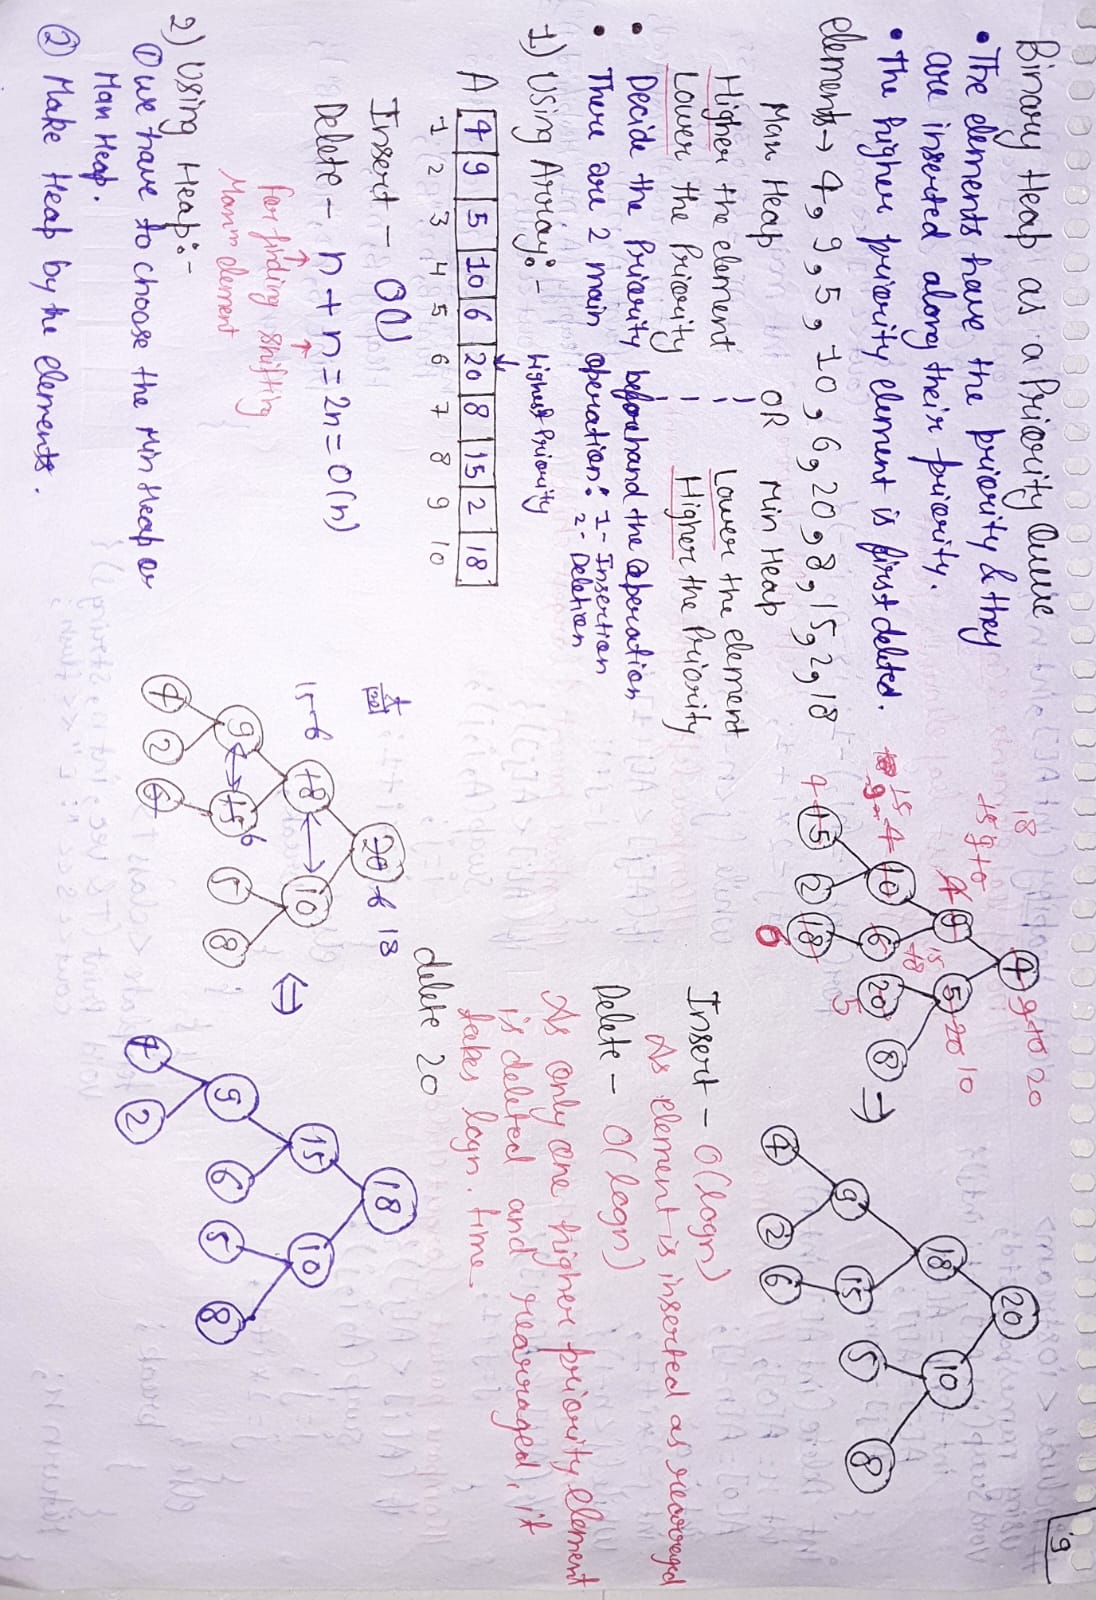 9
Binary Heap as a Priority Queue
• The elements have the priority & they
are inserted along their priority.
• The higher priority element is first deleted.
elements → 4, 9, 5, 10, 6, 20, 8, 15, 2, 18
Max Heap OR Min Heap
Higher the element Lower the element
Lower the Priority Higher the Priority
• Decide the Priority beforehand the Operation
• There are 2 main operation: 1- Insertion
2- Deletion
1) Using Array:-
highest Priority
A 4 9 5 10 6 20 8 15 2 18
1 2 3 4 5 6 7 8 9 10
Insert - O(1)
Delete - n + n = 2n = O(n)
for finding shifting
Maxᵐ element
2) Using Heap:-
① we have to choose the Min Heap or
Max Heap.
② Make Heap by the elements.
4 9 10 20
18
15 9 10
4 9 5 20 10
15
18
18 15 9 4 10 6 20 8
5
4 15 2 18
6
⇒
20
18 10
9 15 5 8
4 2 6
Insert - O(logn)
As element is inserted as rearraged
Delete - O(logn)
As only one higher priority element
is deleted and rearraged, it
takes logn. time
delete 20
20 6 18
15 6 18 ↔ 10
9 ↔ 15 6 5 8
4 2 6
⇔
18
15 10
9 6 5 8
4 2